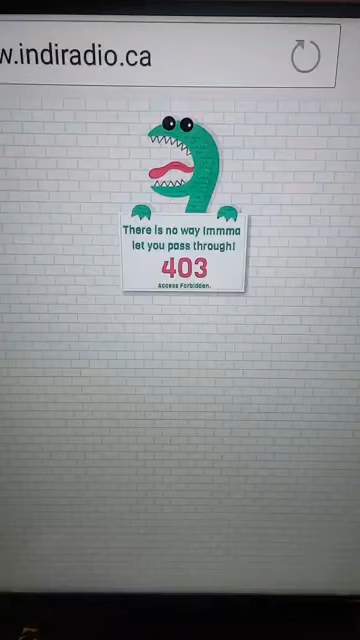 w.indiradio.ca
There is no way Immma
let you pass through!
403
Access Forbidden.